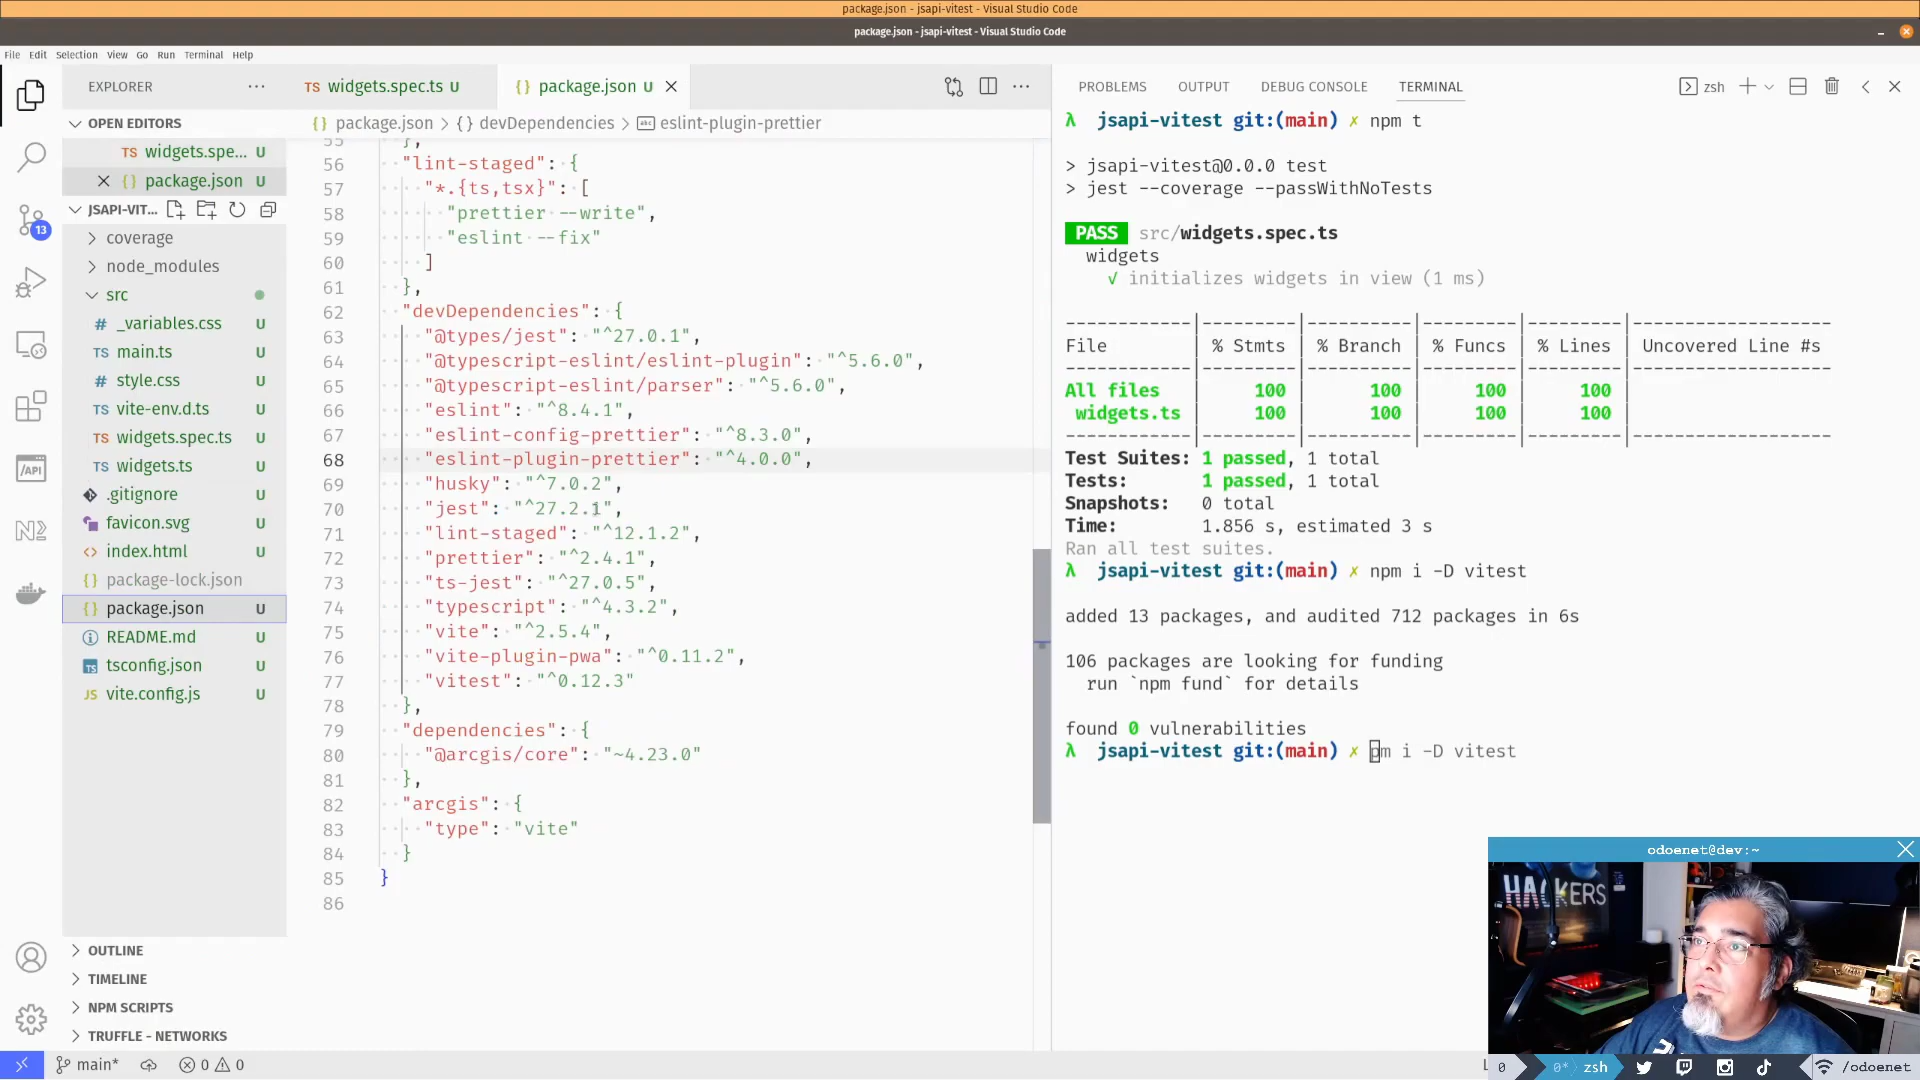 package.json - jsapi-vitest - Visual Studio Code
package.json - jsapi-vitest - Visual Studio Code
File Edit Selection View Go Run Terminal Help
EXPLORER
OPEN EDITORS
TS widgets.spe... U
{} package.json U
JSAPI-VIT...
coverage
node_modules
src
# _variables.css U
TS main.ts U
TS style.css U
TS vite-env.d.ts U
TS widgets.spec.ts U
TS widgets.ts U
.gitignore U
favicon.svg U
<> index.html U
{} package-lock.json
{} package.json U
README.md U
TS tsconfig.json U
JS vite.config.js U
OUTLINE
TIMELINE
NPM SCRIPTS
TRUFFLE - NETWORKS
13
/API
TS widgets.spec.ts U
{} package.json U
{} package.json > {} devDependencies > abc eslint-plugin-prettier
55 },
56 "lint-staged": {
57 "*.{ts,tsx}": [
58 "prettier --write",
59 "eslint --fix"
60 ]
61 },
62 "devDependencies": {
63 "@types/jest": "^27.0.1",
64 "@typescript-eslint/eslint-plugin": "^5.6.0",
65 "@typescript-eslint/parser": "^5.6.0",
66 "eslint": "^8.4.1",
67 "eslint-config-prettier": "^8.3.0",
68 "eslint-plugin-prettier": "^4.0.0",
69 "husky": "^7.0.2",
70 "jest": "^27.2.1",
71 "lint-staged": "^12.1.2",
72 "prettier": "^2.4.1",
73 "ts-jest": "^27.0.5",
74 "typescript": "^4.3.2",
75 "vite": "^2.5.4",
76 "vite-plugin-pwa": "^0.11.2",
77 "vitest": "^0.12.3"
78 },
79 "dependencies": {
80 "@arcgis/core": "~4.23.0"
81 },
82 "arcgis": {
83 "type": "vite"
84 }
85 }
86
PROBLEMS OUTPUT DEBUG CONSOLE TERMINAL
zsh
λ jsapi-vitest git:(main) ✗ npm t
> jsapi-vitest@0.0.0 test
> jest --coverage --passWithNoTests
PASS src/widgets.spec.ts
widgets
√ initializes widgets in view (1 ms)
------------|---------|----------|---------|---------|-------------------
File | % Stmts | % Branch | % Funcs | % Lines | Uncovered Line #s
------------|---------|----------|---------|---------|-------------------
All files | 100 | 100 | 100 | 100 |
widgets.ts | 100 | 100 | 100 | 100 |
------------|---------|----------|---------|---------|-------------------
Test Suites: 1 passed, 1 total
Tests: 1 passed, 1 total
Snapshots: 0 total
Time: 1.856 s, estimated 3 s
Ran all test suites.
λ jsapi-vitest git:(main) ✗ npm i -D vitest
added 13 packages, and audited 712 packages in 6s
106 packages are looking for funding
run `npm fund` for details
found 0 vulnerabilities
λ jsapi-vitest git:(main) ✗ pm i -D vitest
odoenet@dev:~
HACKERS
main* 0 0
0 0* zsh /odoenet